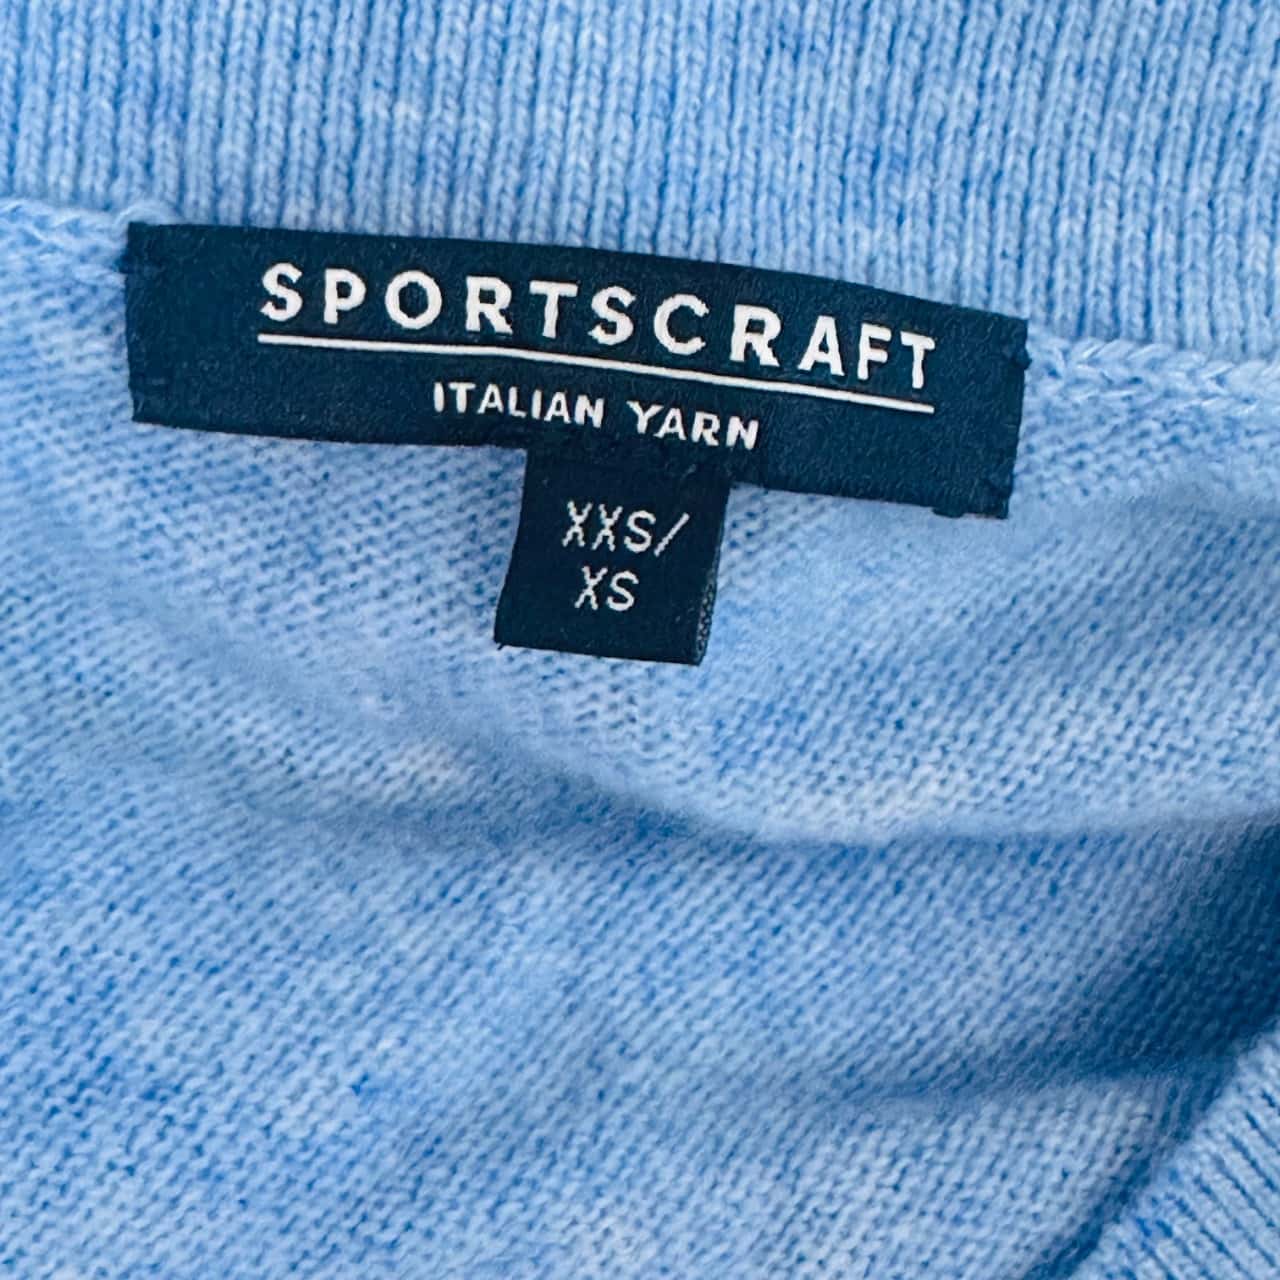 SPORTSCRAFT
ITALIAN YARN
XXS/
XS